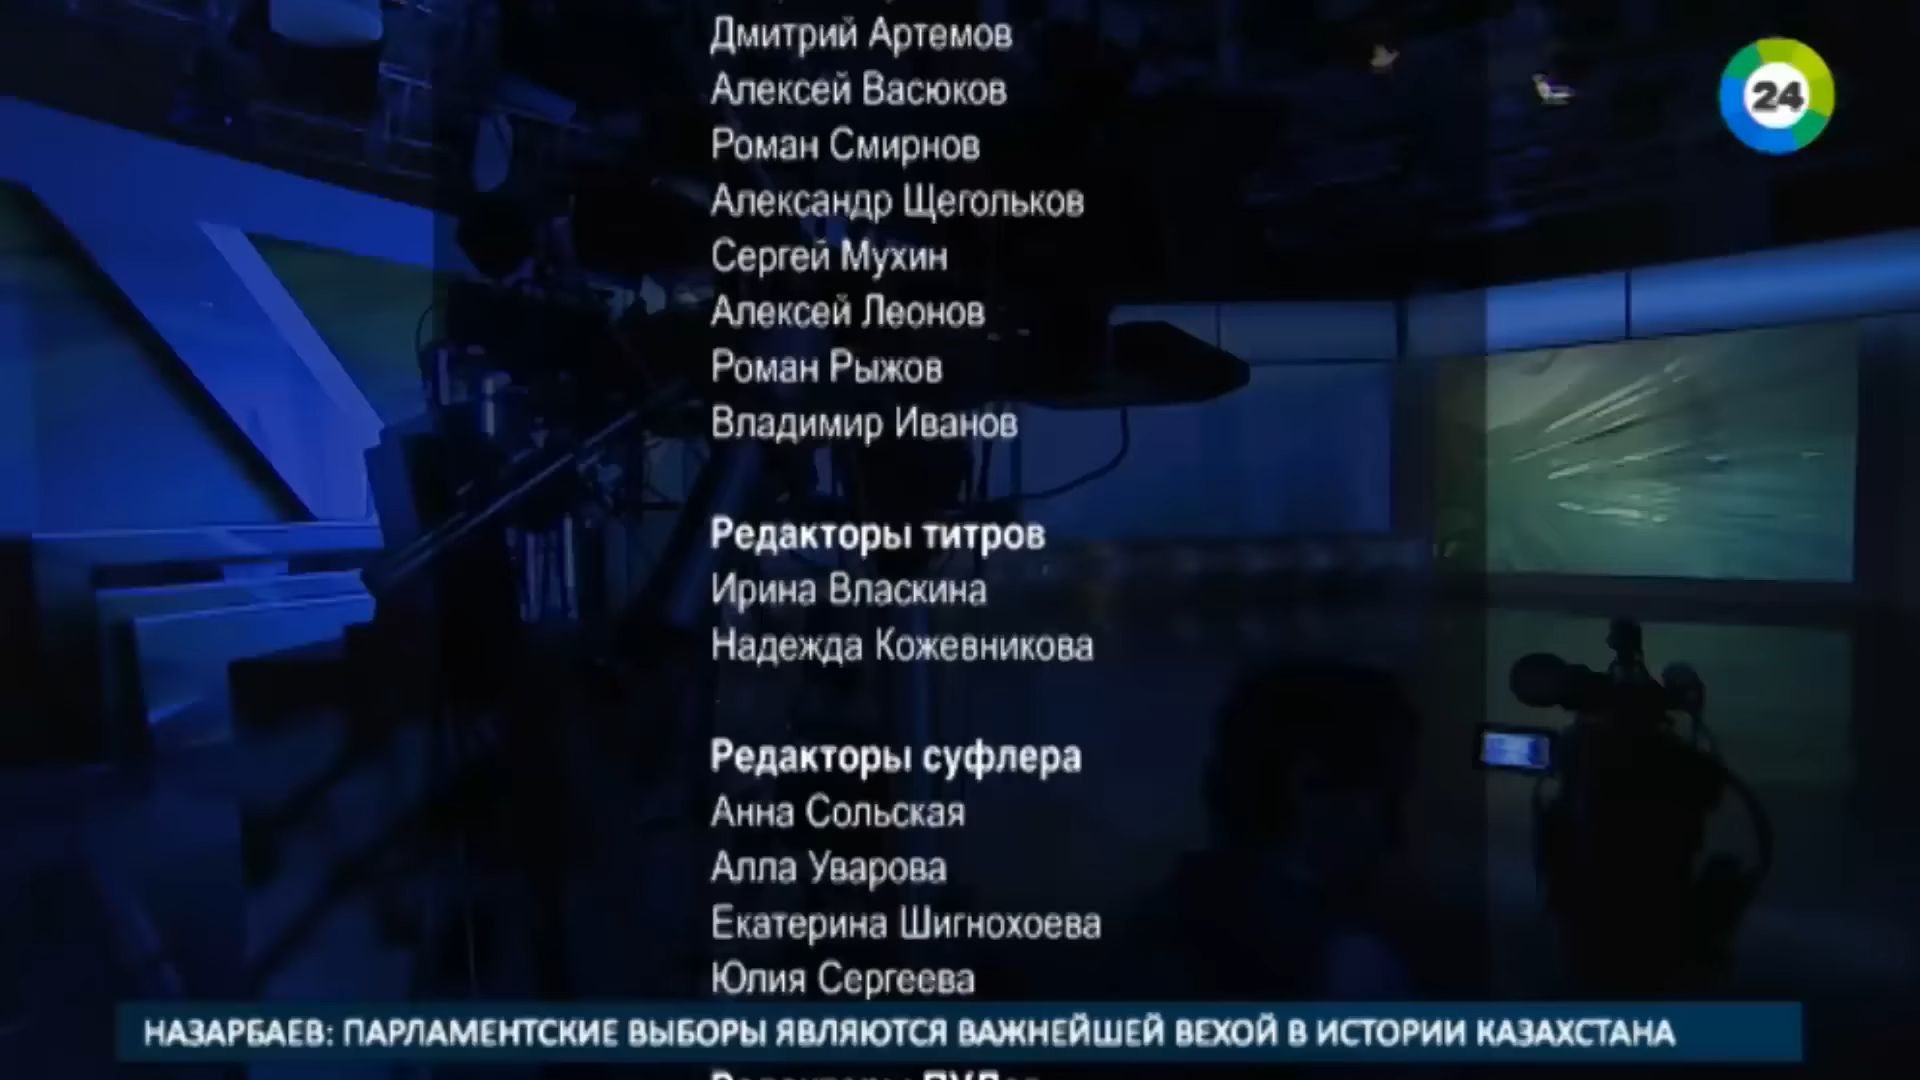 Дмитрий Артемов
24
Алексей Васюков
Роман Смирнов
Александр Щегольков
Сергей Мухин
Алексей Леонов
Роман Рыжов
Владимир Иванов
Редакторы титров
Ирина Власкина
Надежда Кожевникова
Редакторы суфлера
Анна Сольская
Алла Уварова
Екатерина Шигнохоева
Юлия Сергеева
НАЗАРБАЕВ: ПАРЛАМЕНТСКИЕ ВЫБОРЫ ЯВЛЯЮТСЯ ВАЖНЕЙШЕЙ ВЕХОЙ В ИСТОРИИ КАЗАХСТАНА